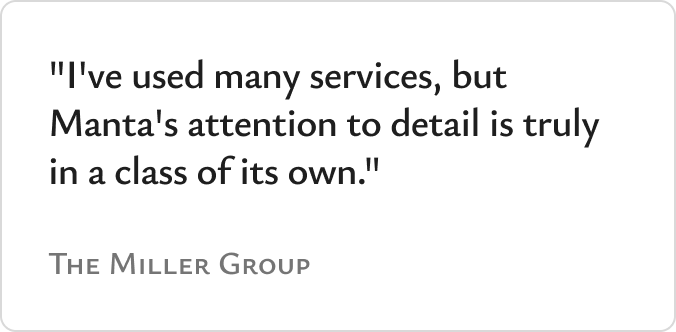 "I've used many services, but
Manta's attention to detail is truly
in a class of its own."
The Miller Group